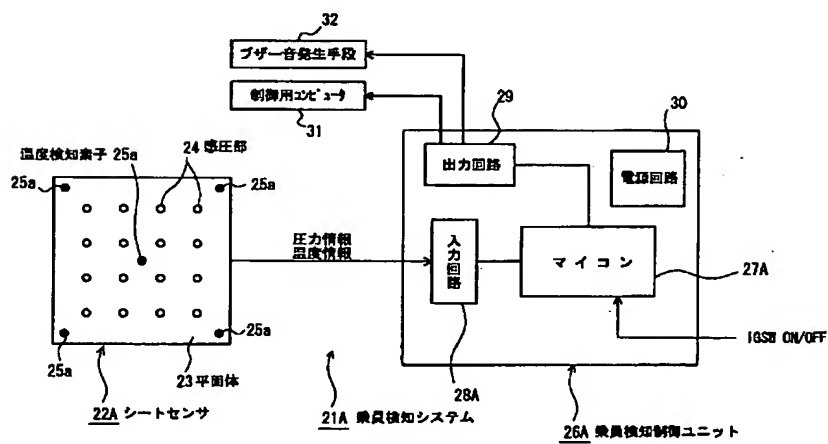 32
ブザー音発生手段
制御用コンピュータ
31
29
30
出力回路
電源回路
温度検知素子 25a
24 感圧部
25a
25a
圧力情報
温度情報
入力回路
マイコン
27A
IGSW ON/OFF
28A
25a
25a
23 平面体
22A シートセンサ
21A 乗員検知システム
26A 乗員検知制御ユニット